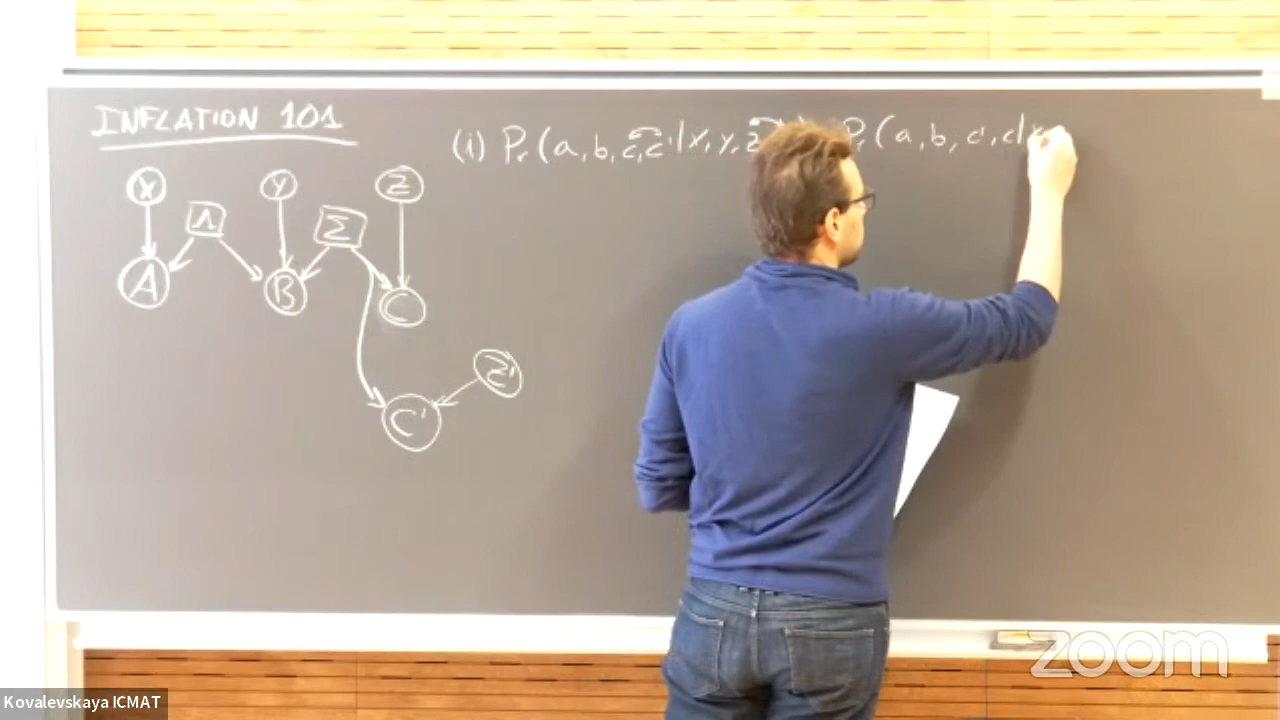 INFLATION 101
(i) Pr(a, b, c, c' | x, y, z Pr(a, b, c', c | x
X Y Z
Λ Σ
A B C
Z'
C'
zoom
Kovalevskaya ICMAT